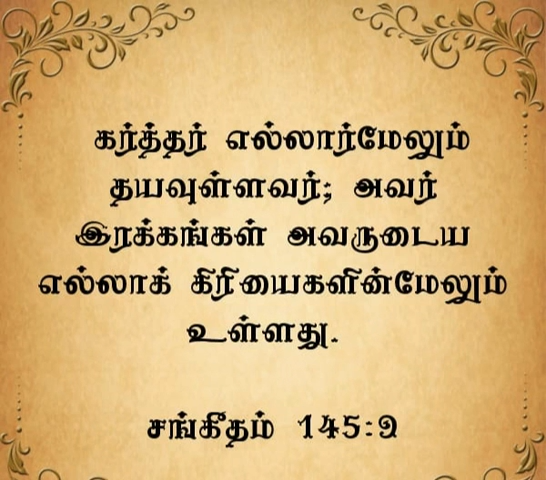 கர்த்தர் எல்லார்மேலும்
தயவுள்ளவர்; அவர்
இரக்கங்கள் அவருடைய
எல்லாக் கிரியைகளின்மேலும்
உள்ளது.
சங்கீதம் 145:9